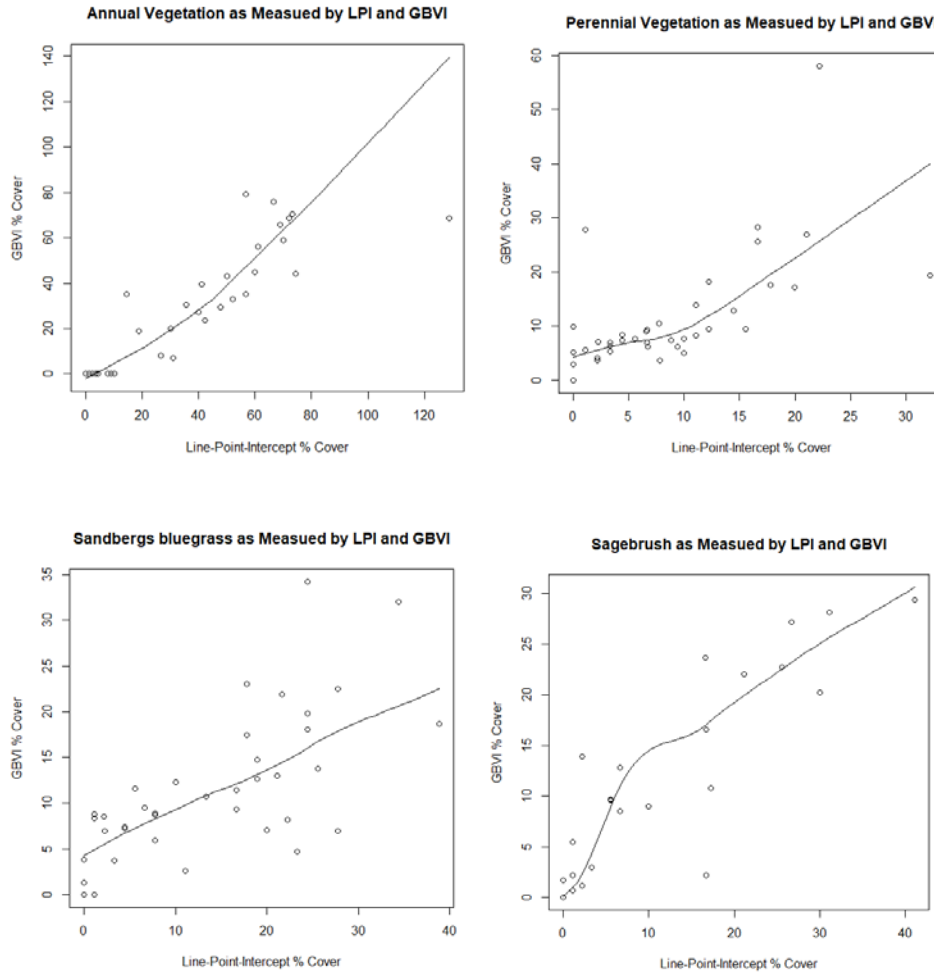 Annual Vegetation as Measued by LPI and GBVI
GBVI % Cover
140
120
100
80
60
40
20
0
0 20 40 60 80 100 120
Line-Point-Intercept % Cover
Perennial Vegetation as Measued by LPI and GBVI
GBVI % Cover
60
50
40
30
20
10
0
0 5 10 15 20 25 30
Line-Point-Intercept % Cover
Sandbergs bluegrass as Measued by LPI and GBVI
GBVI % Cover
35
30
25
20
15
10
5
0
0 10 20 30 40
Line-Point-Intercept % Cover
Sagebrush as Measued by LPI and GBVI
GBVI % Cover
30
25
20
15
10
5
0
0 10 20 30 40
Line-Point-Intercept % Cover